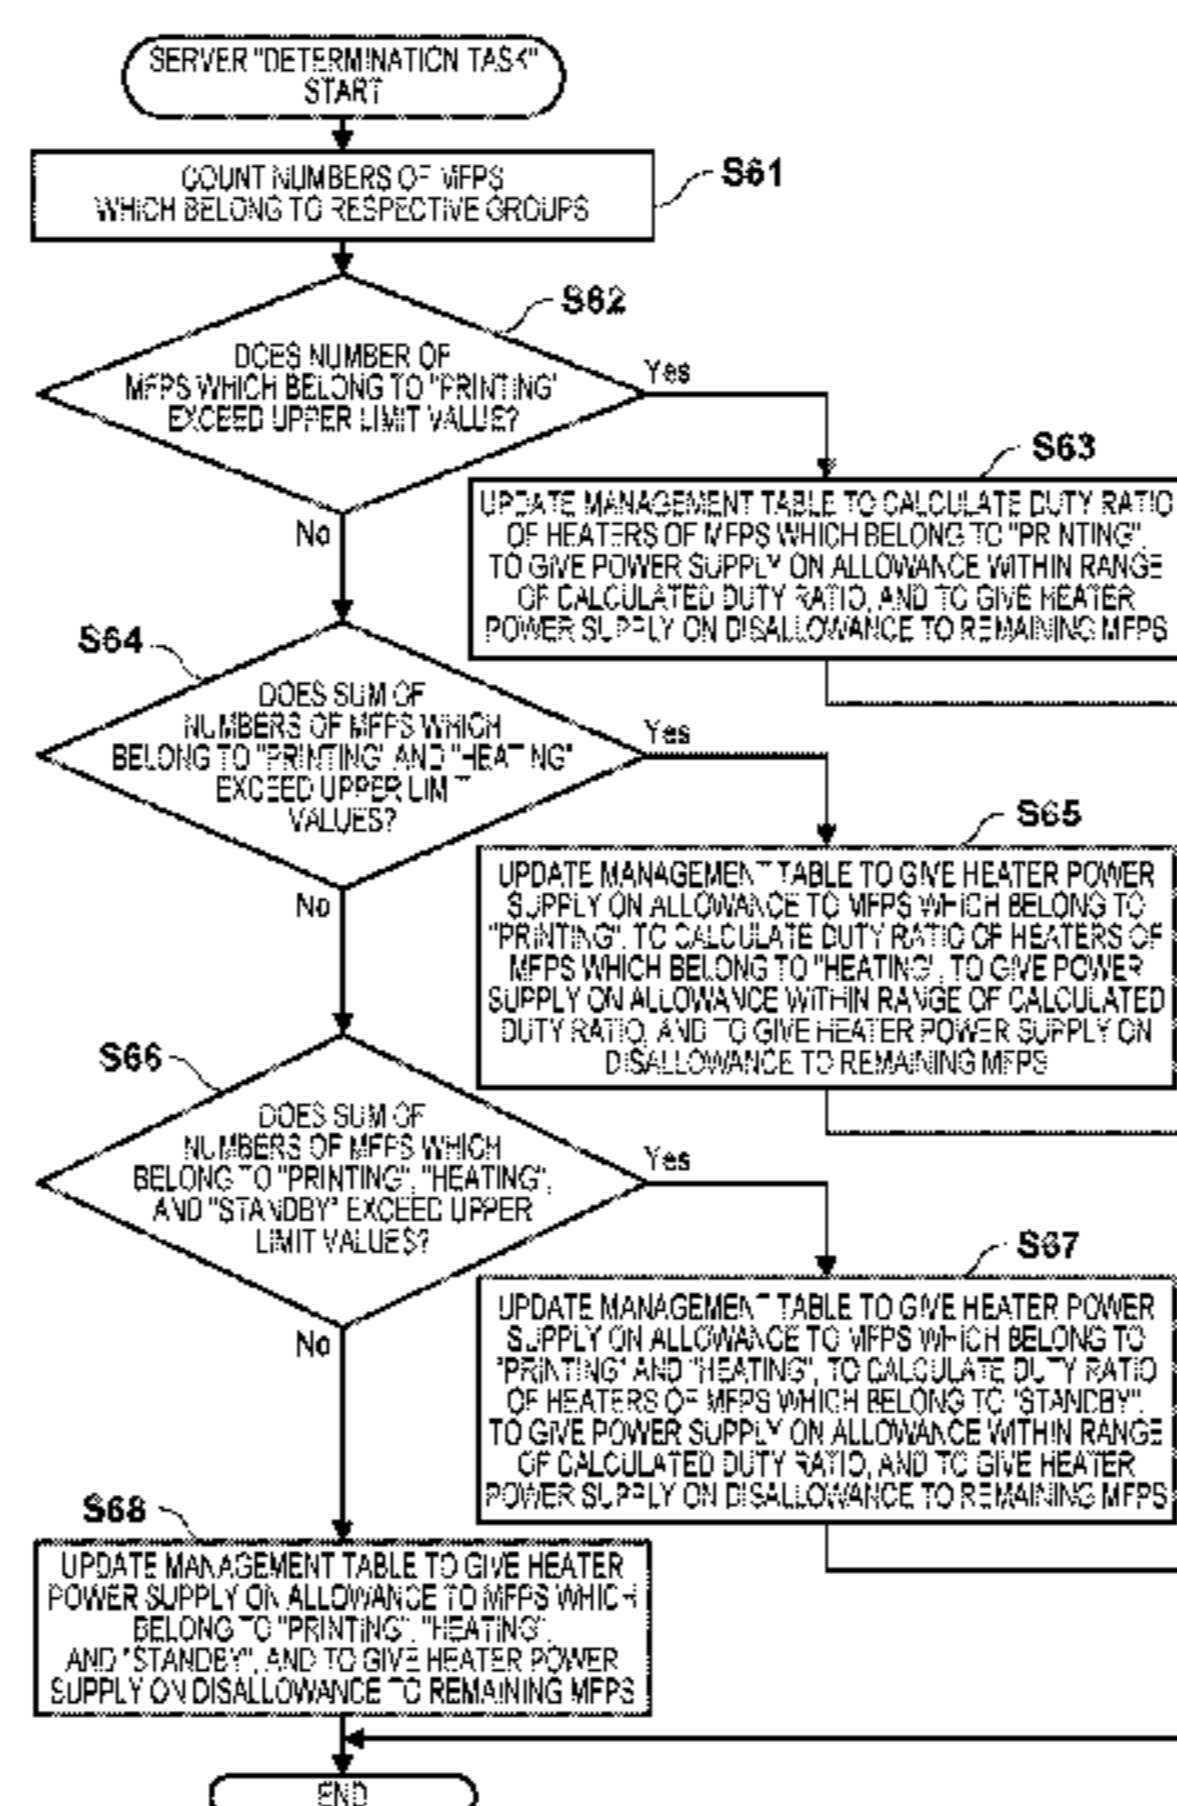 SERVER "DETERMINATION TASK"
START
COUNT NUMBERS OF MFPS
WHICH BELONG TO RESPECTIVE GROUPS
S61
S62
DOES NUMBER OF
MFPS WHICH BELONG TO "PRINTING"
EXCEED UPPER LIMIT VALUE?
Yes
No
S63
UPDATE MANAGEMENT TABLE TO CALCULATE DUTY RATIO
OF HEATERS OF MFPS WHICH BELONG TO "PRINTING",
TO GIVE POWER SUPPLY ON ALLOWANCE WITHIN RANGE
OF CALCULATED DUTY RATIO, AND TO GIVE HEATER
POWER SUPPLY ON DISALLOWANCE TO REMAINING MFPS
S64
DOES SUM OF
NUMBERS OF MFPS WHICH
BELONG TO "PRINTING" AND "HEATING"
EXCEED UPPER LIMIT
VALUES?
Yes
No
S65
UPDATE MANAGEMENT TABLE TO GIVE HEATER POWER
SUPPLY ON ALLOWANCE TO MFPS WHICH BELONG TO
"PRINTING", TO CALCULATE DUTY RATIO OF HEATERS OF
MFPS WHICH BELONG TO "HEATING", TO GIVE POWER
SUPPLY ON ALLOWANCE WITHIN RANGE OF CALCULATED
DUTY RATIO, AND TO GIVE HEATER POWER SUPPLY ON
DISALLOWANCE TO REMAINING MFPS
S66
DOES SUM OF
NUMBERS OF MFPS WHICH
BELONG TO "PRINTING", "HEATING",
AND "STANDBY" EXCEED UPPER
LIMIT VALUES?
Yes
No
S67
UPDATE MANAGEMENT TABLE TO GIVE HEATER POWER
SUPPLY ON ALLOWANCE TO MFPS WHICH BELONG TO
"PRINTING" AND "HEATING", TO CALCULATE DUTY RATIO
OF HEATERS OF MFPS WHICH BELONG TO "STANDBY",
TO GIVE POWER SUPPLY ON ALLOWANCE WITHIN RANGE
OF CALCULATED DUTY RATIO, AND TO GIVE HEATER
POWER SUPPLY ON DISALLOWANCE TO REMAINING MFPS
S68
UPDATE MANAGEMENT TABLE TO GIVE HEATER
POWER SUPPLY ON ALLOWANCE TO MFPS WHICH
BELONG TO "PRINTING", "HEATING",
AND "STANDBY", AND TO GIVE HEATER POWER
SUPPLY ON DISALLOWANCE TO REMAINING MFPS
END